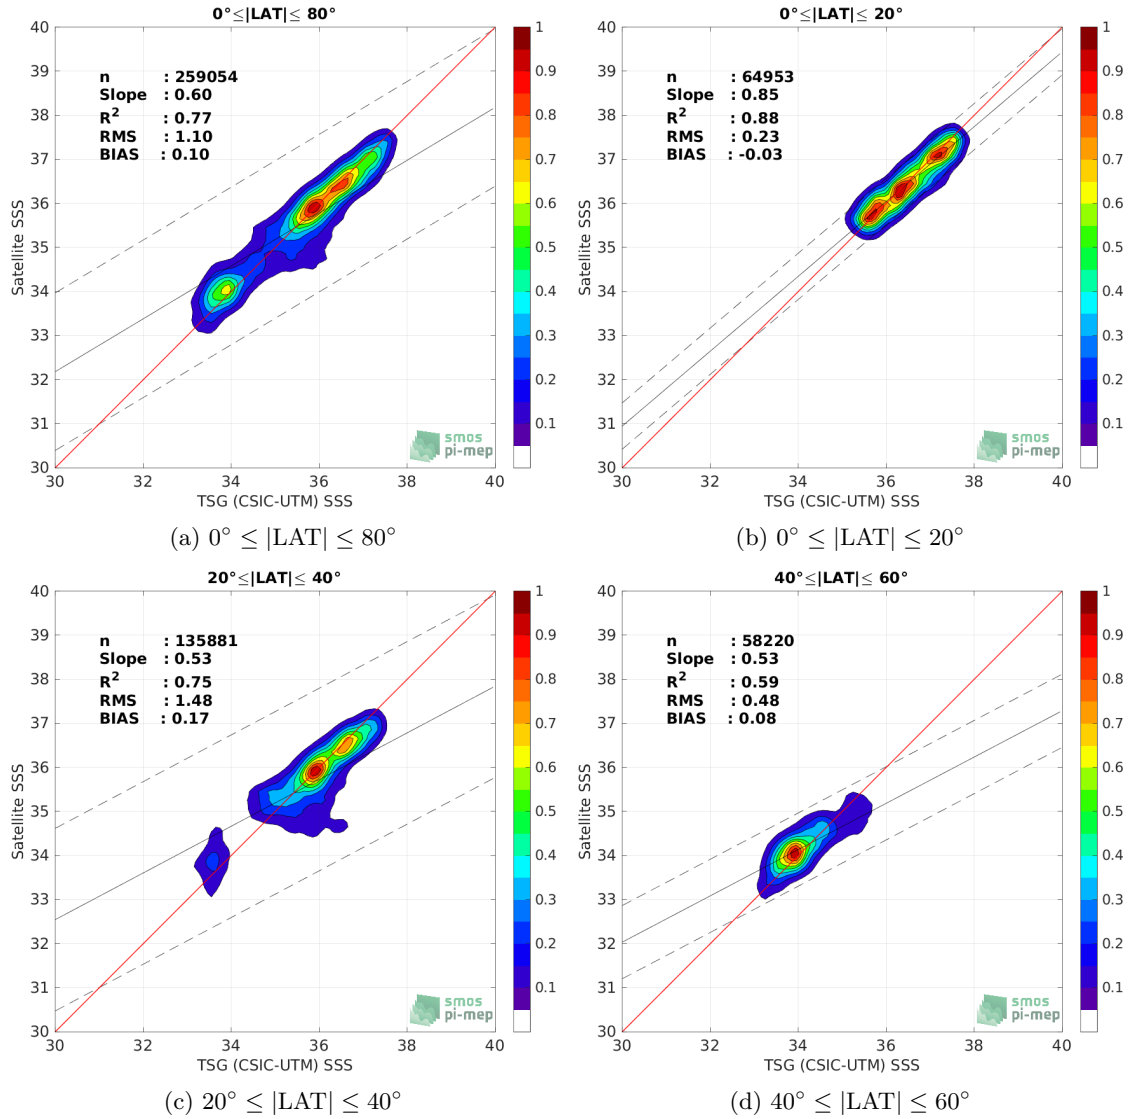 0°≤|LAT|≤ 80°
n : 259054
Slope : 0.60
R² : 0.77
RMS : 1.10
BIAS : 0.10
Satellite SSS
40
39
38
37
36
35
34
33
32
31
30
30 32 34 36 38 40
TSG (CSIC-UTM) SSS
1
0.9
0.8
0.7
0.6
0.5
0.4
0.3
0.2
0.1
smos
pi-mep
(a) 0° ≤ |LAT| ≤ 80°
0°≤|LAT|≤ 20°
n : 64953
Slope : 0.85
R² : 0.88
RMS : 0.23
BIAS : -0.03
Satellite SSS
40
39
38
37
36
35
34
33
32
31
30
30 32 34 36 38 40
TSG (CSIC-UTM) SSS
1
0.9
0.8
0.7
0.6
0.5
0.4
0.3
0.2
0.1
smos
pi-mep
(b) 0° ≤ |LAT| ≤ 20°
20°≤|LAT|≤ 40°
n : 135881
Slope : 0.53
R² : 0.75
RMS : 1.48
BIAS : 0.17
Satellite SSS
40
39
38
37
36
35
34
33
32
31
30
30 32 34 36 38 40
TSG (CSIC-UTM) SSS
1
0.9
0.8
0.7
0.6
0.5
0.4
0.3
0.2
0.1
smos
pi-mep
(c) 20° ≤ |LAT| ≤ 40°
40°≤|LAT|≤ 60°
n : 58220
Slope : 0.53
R² : 0.59
RMS : 0.48
BIAS : 0.08
Satellite SSS
40
39
38
37
36
35
34
33
32
31
30
30 32 34 36 38 40
TSG (CSIC-UTM) SSS
1
0.9
0.8
0.7
0.6
0.5
0.4
0.3
0.2
0.1
smos
pi-mep
(d) 40° ≤ |LAT| ≤ 60°